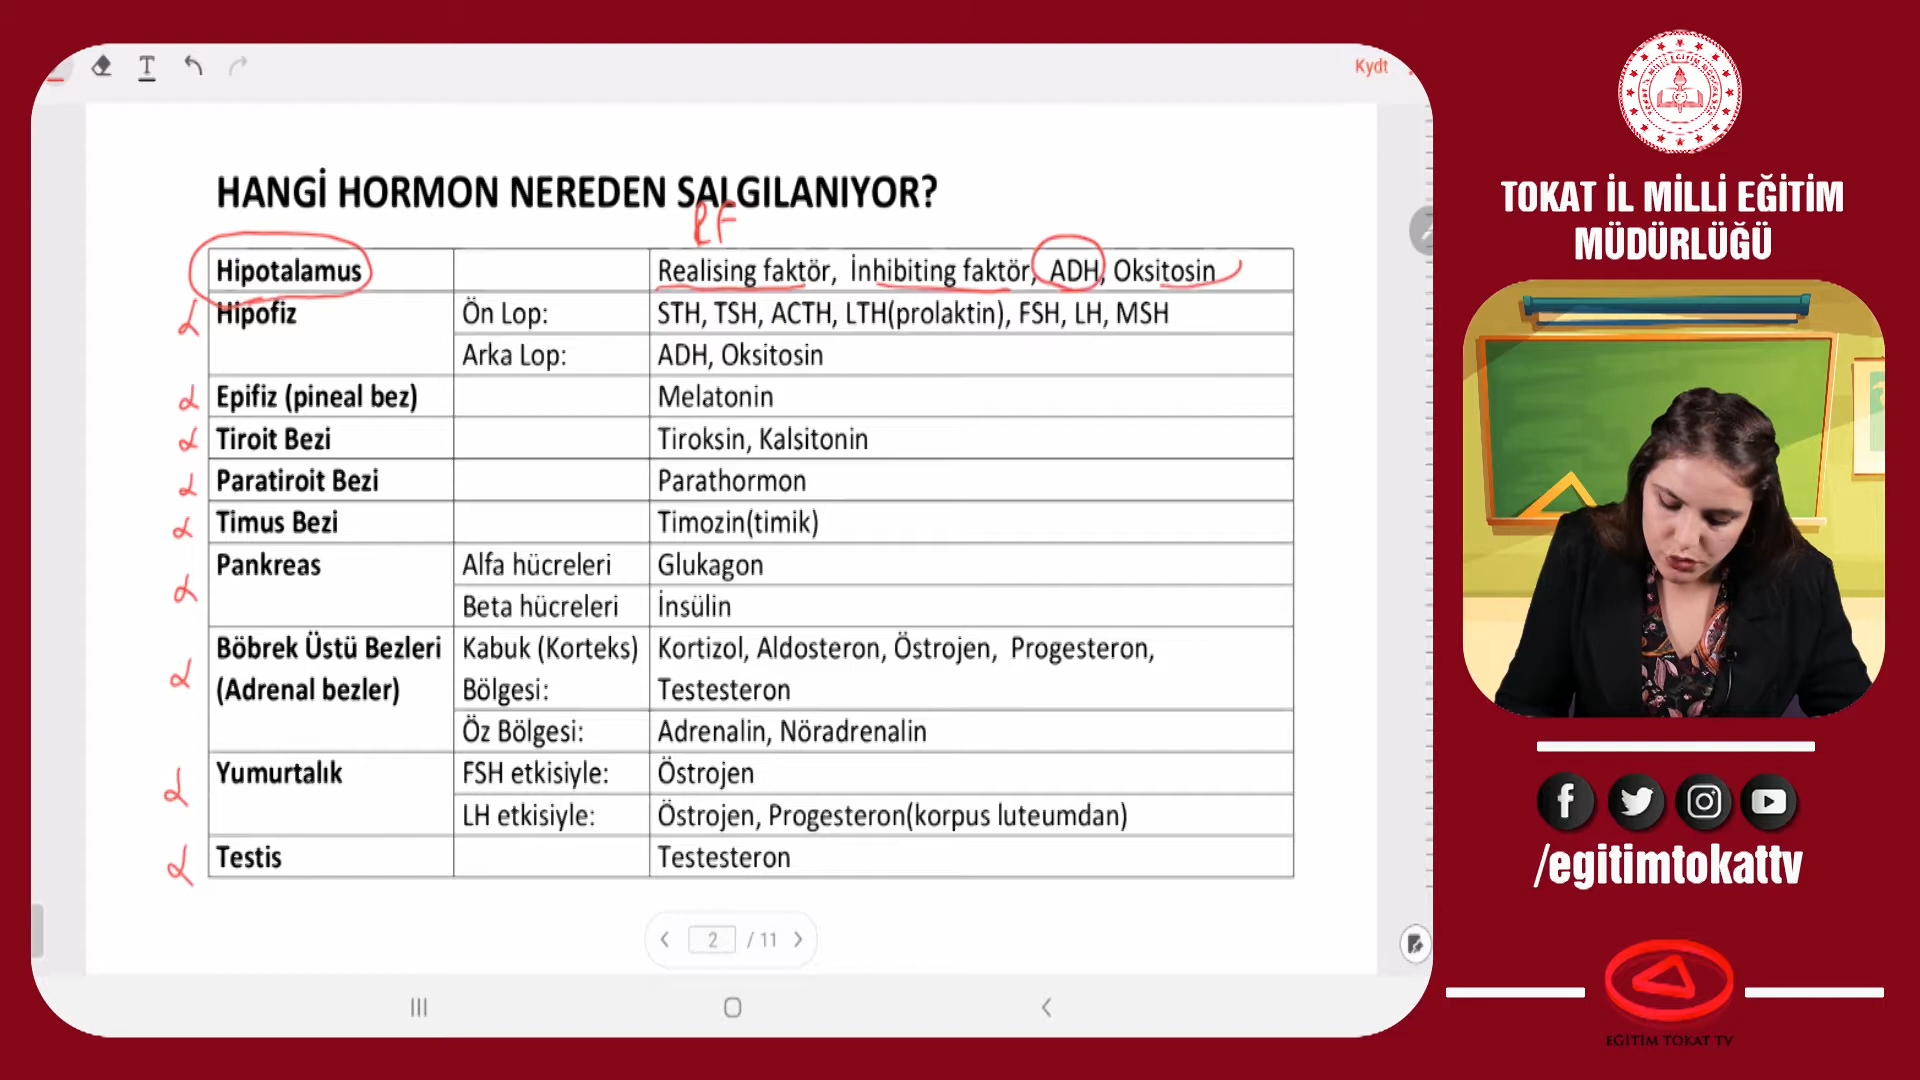 Kydt
HANGİ HORMON NEREDEN SALGILANIYOR?
RF
Hipotalamus Realising faktör, İnhibiting faktör, ADH, Oksitosin
Hipofiz Ön Lop: STH, TSH, ACTH, LTH(prolaktin), FSH, LH, MSH
Arka Lop: ADH, Oksitosin
Epifiz (pineal bez) Melatonin
Tiroit Bezi Tiroksin, Kalsitonin
Paratiroit Bezi Parathormon
Timus Bezi Timozin(timik)
Pankreas Alfa hücreleri Glukagon
Beta hücreleri İnsülin
Böbrek Üstü Bezleri Kabuk (Korteks) Kortizol, Aldosteron, Östrojen, Progesteron,
(Adrenal bezler) Bölgesi: Testesteron
Öz Bölgesi: Adrenalin, Nöradrenalin
Yumurtalık FSH etkisiyle: Östrojen
LH etkisiyle: Östrojen, Progesteron(korpus luteumdan)
Testis Testesteron
2 / 11
TOKAT İL MİLLİ EĞİTİM
MÜDÜRLÜĞÜ
/egitimtokattv
EĞİTİM TOKAT TV